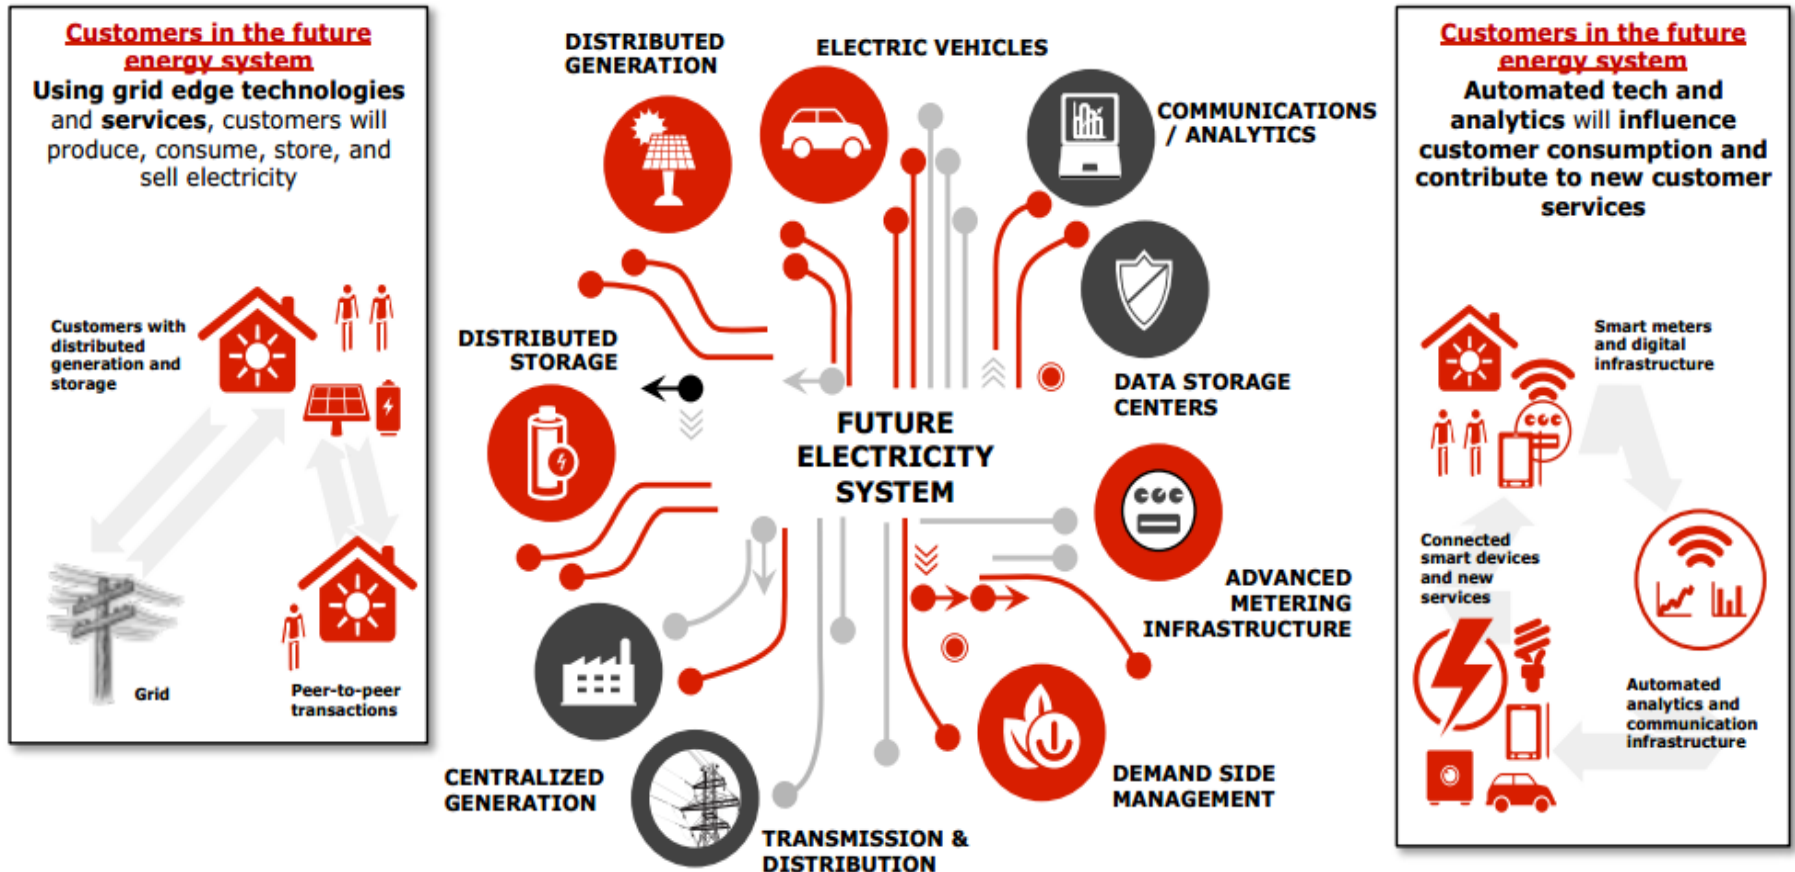 Customers in the future
energy system
Using grid edge technologies
and services, customers will
produce, consume, store, and
sell electricity
Customers with
distributed
generation and
storage
Grid
Peer-to-peer
transactions
DISTRIBUTED
GENERATION
ELECTRIC VEHICLES
COMMUNICATIONS
/ ANALYTICS
DISTRIBUTED
STORAGE
DATA STORAGE
CENTERS
FUTURE
ELECTRICITY
SYSTEM
ADVANCED
METERING
INFRASTRUCTURE
CENTRALIZED
GENERATION
DEMAND SIDE
MANAGEMENT
TRANSMISSION &
DISTRIBUTION
Customers in the future
energy system
Automated tech and
analytics will influence
customer consumption and
contribute to new customer
services
Smart meters
and digital
infrastructure
Connected
smart devices
and new
services
Automated
analytics and
communication
infrastructure